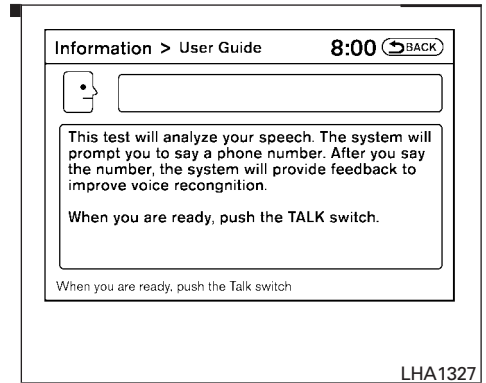 Information > User Guide 8:00 BACK
This test will analyze your speech. The system will
prompt you to say a phone number. After you say
the number, the system will provide feedback to
improve voice recongnition.
When you are ready, push the TALK switch.
When you are ready, push the Talk switch
LHA1327